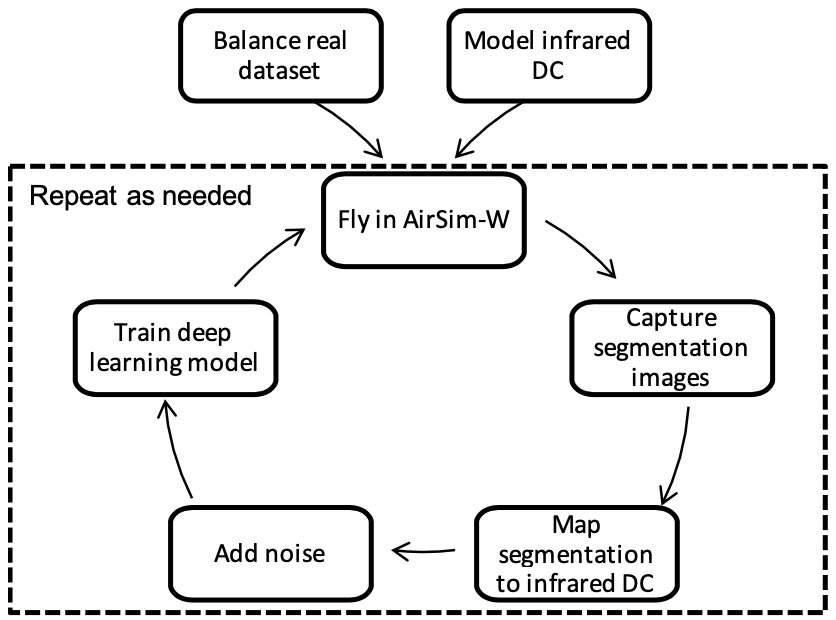 Balance real
dataset
Model infrared
DC
Repeat as needed
Fly in AirSim-W
Capture
segmentation
images
Map
segmentation
to infrared DC
Add noise
Train deep
learning model